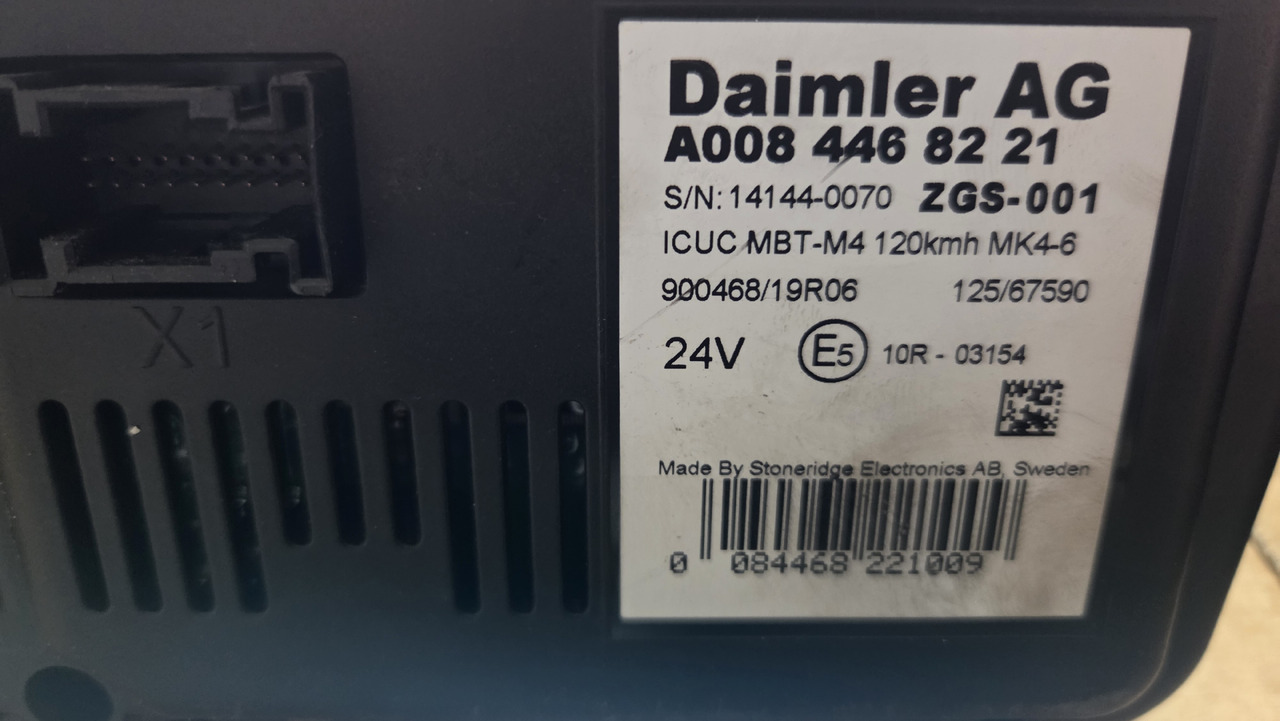 Daimler AG
A008 446 82 21
S/N: 14144-0070 ZGS-001
ICUC MBT-M4 120kmh MK4-6
900468/19R06 125/67590
24V E5 10R - 03154
Made By Stoneridge Electronics AB, Sweden
0 084468 221009
X1